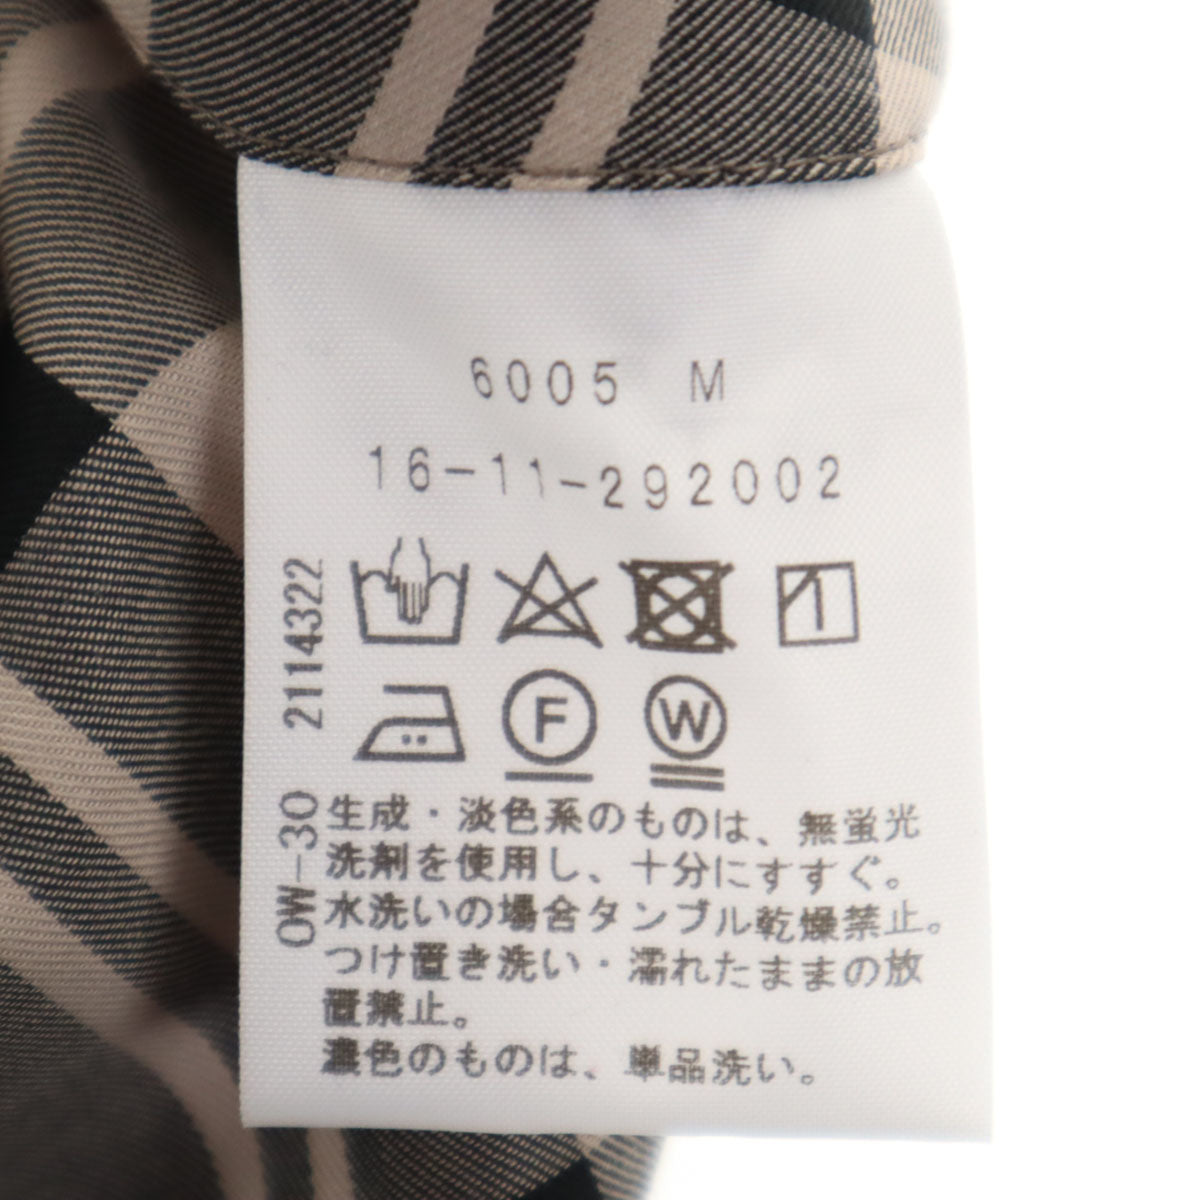 6005 M
16-11-292002
2114322
OW-30
F
W
生成・淡色系のものは、無蛍光
洗剤を使用し、十分にすすぐ。
水洗いの場合タンブル乾燥禁止。
つけ置き洗い・濡れたままの放
置禁止。
濃色のものは、単品洗い。